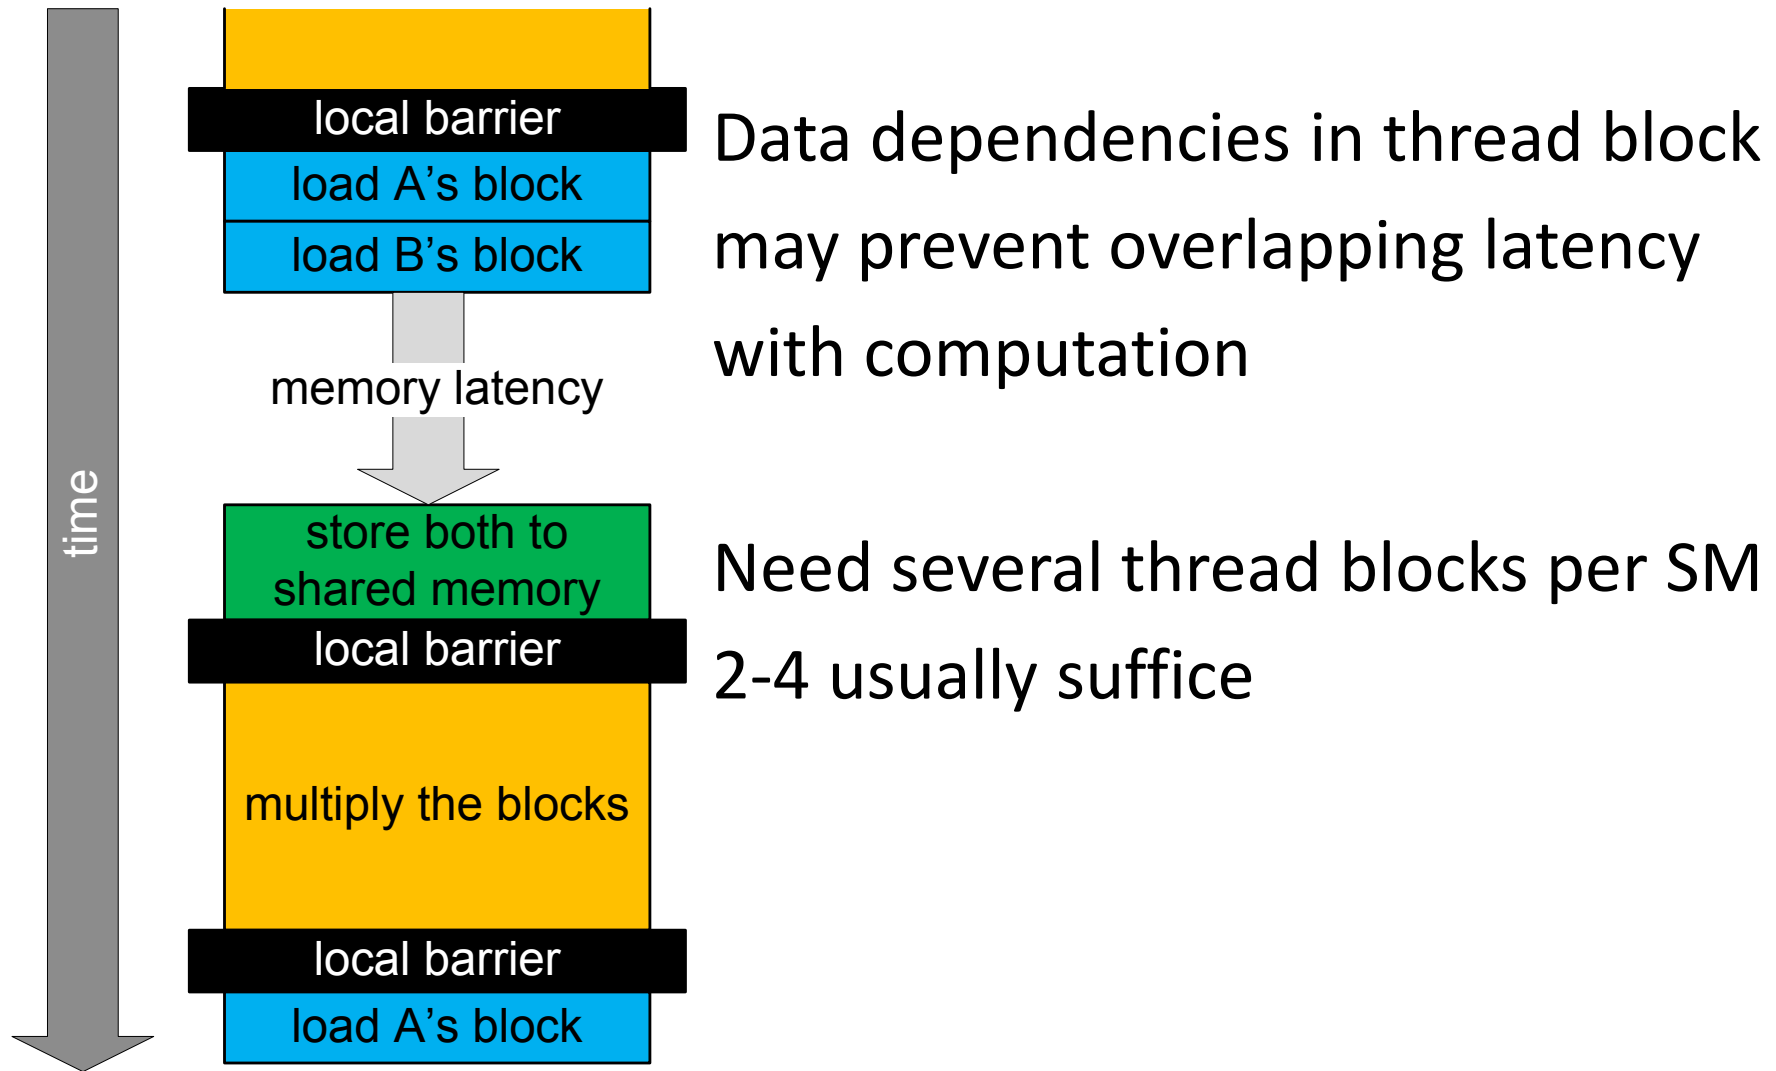 time
local barrier
load A’s block
load B’s block
memory latency
store both to
shared memory
local barrier
multiply the blocks
local barrier
load A’s block
Data dependencies in thread block
may prevent overlapping latency
with computation
Need several thread blocks per SM
2-4 usually suffice